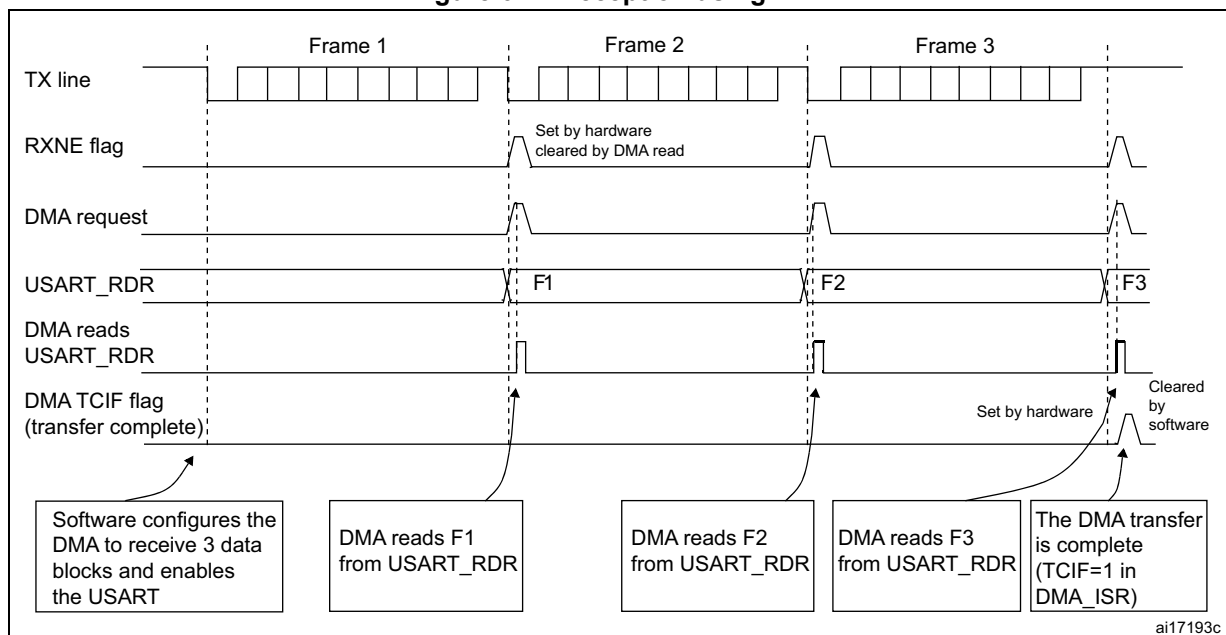 Frame 1 Frame 2 Frame 3
TX line
Set by hardware
cleared by DMA read
RXNE flag
DMA request
USART_RDR
F1 F2 F3
DMA reads
USART_RDR
DMA TCIF flag
(transfer complete)
Set by hardware
Cleared
by
software
Software configures the
DMA to receive 3 data
blocks and enables
the USART
DMA reads F1
from USART_RDR
DMA reads F2
from USART_RDR
DMA reads F3
from USART_RDR
The DMA transfer
is complete
(TCIF=1 in
DMA_ISR)
ai17193c